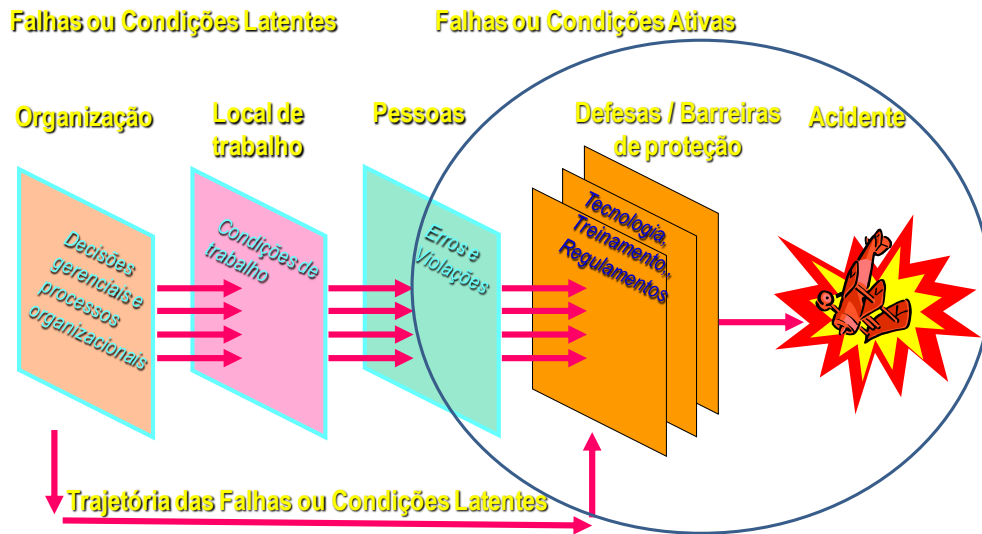 Falhas ou Condições Latentes
Falhas ou Condições Ativas
Organização
Local de
trabalho
Pessoas
Defesas / Barreiras
de proteção
Acidente
Decisões
gerenciais e
processos
organizacionais
Condições de
trabalho
Erros e
violações
Tecnologia,
Treinamento,
Regulamentos
Trajetória das Falhas ou Condições Latentes